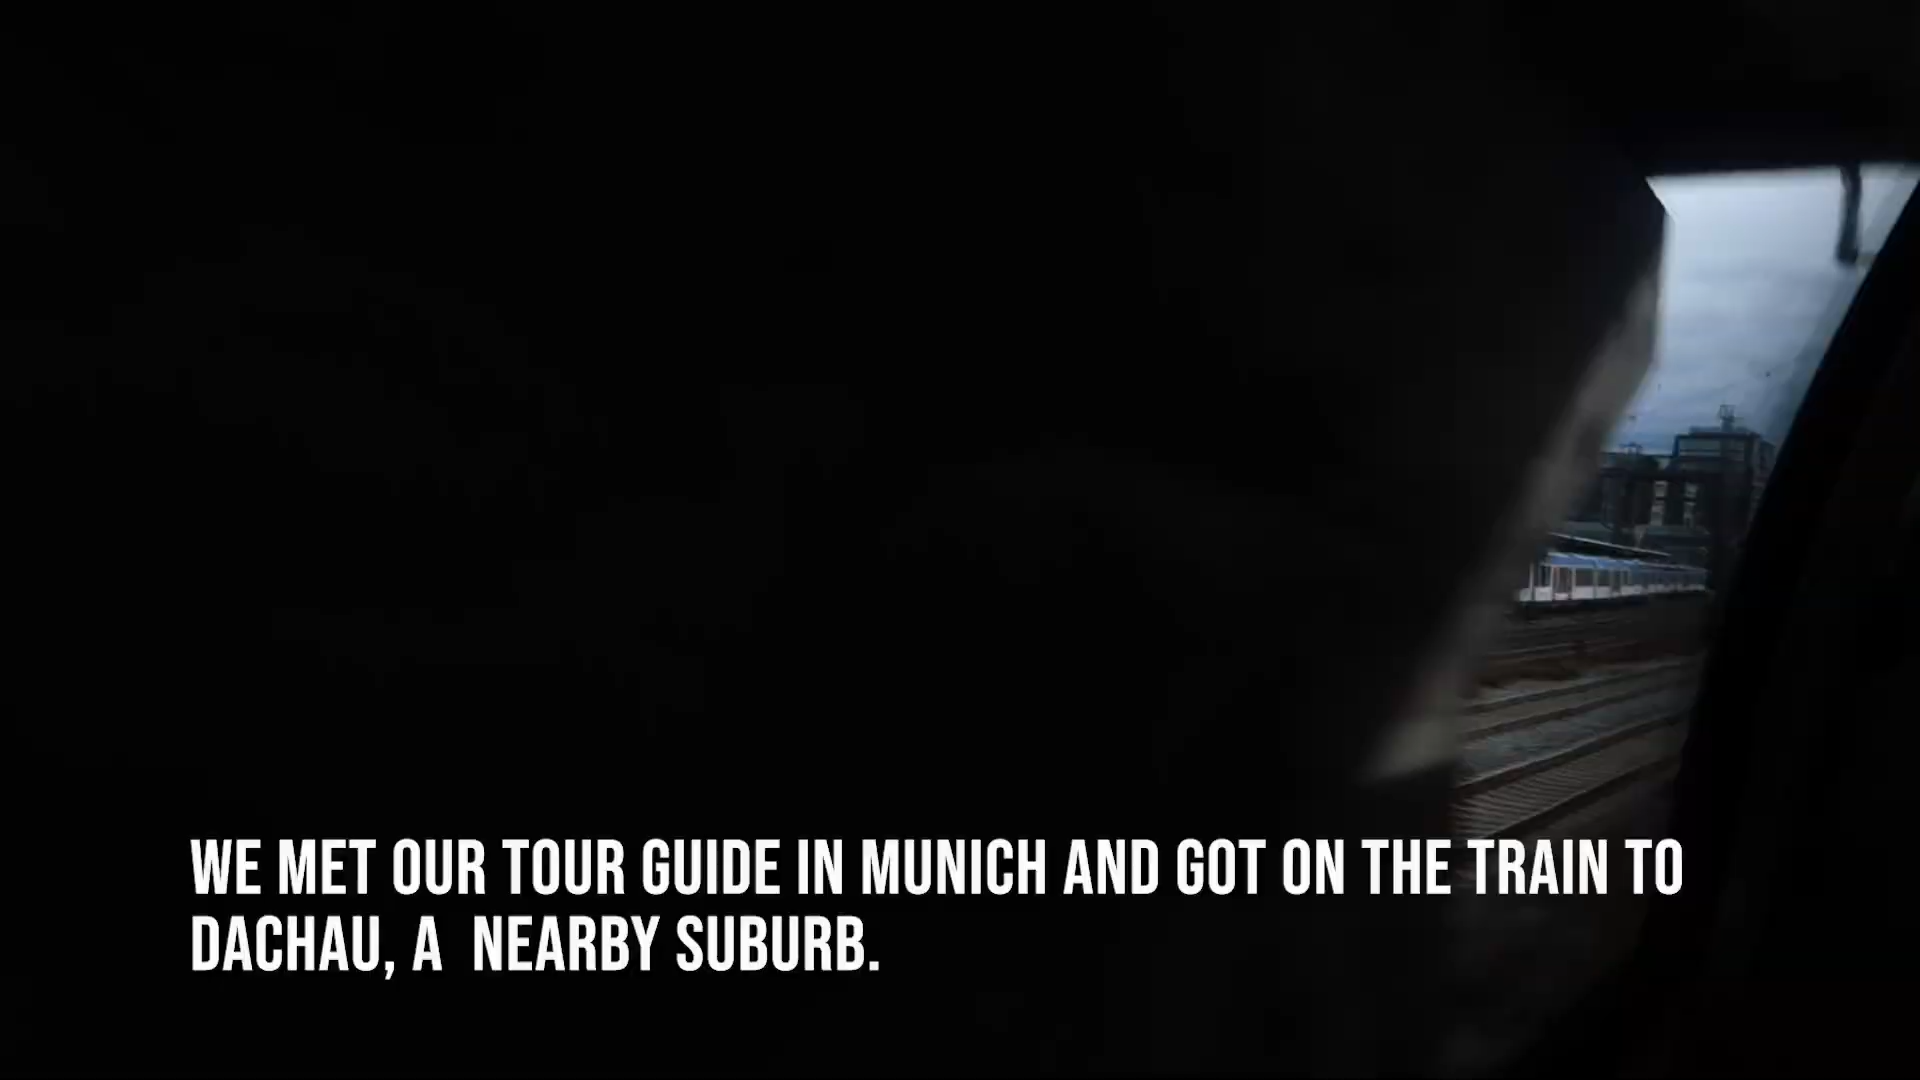 WE MET OUR TOUR GUIDE IN MUNICH AND GOT ON THE TRAIN TO
DACHAU, A  NEARBY SUBURB.